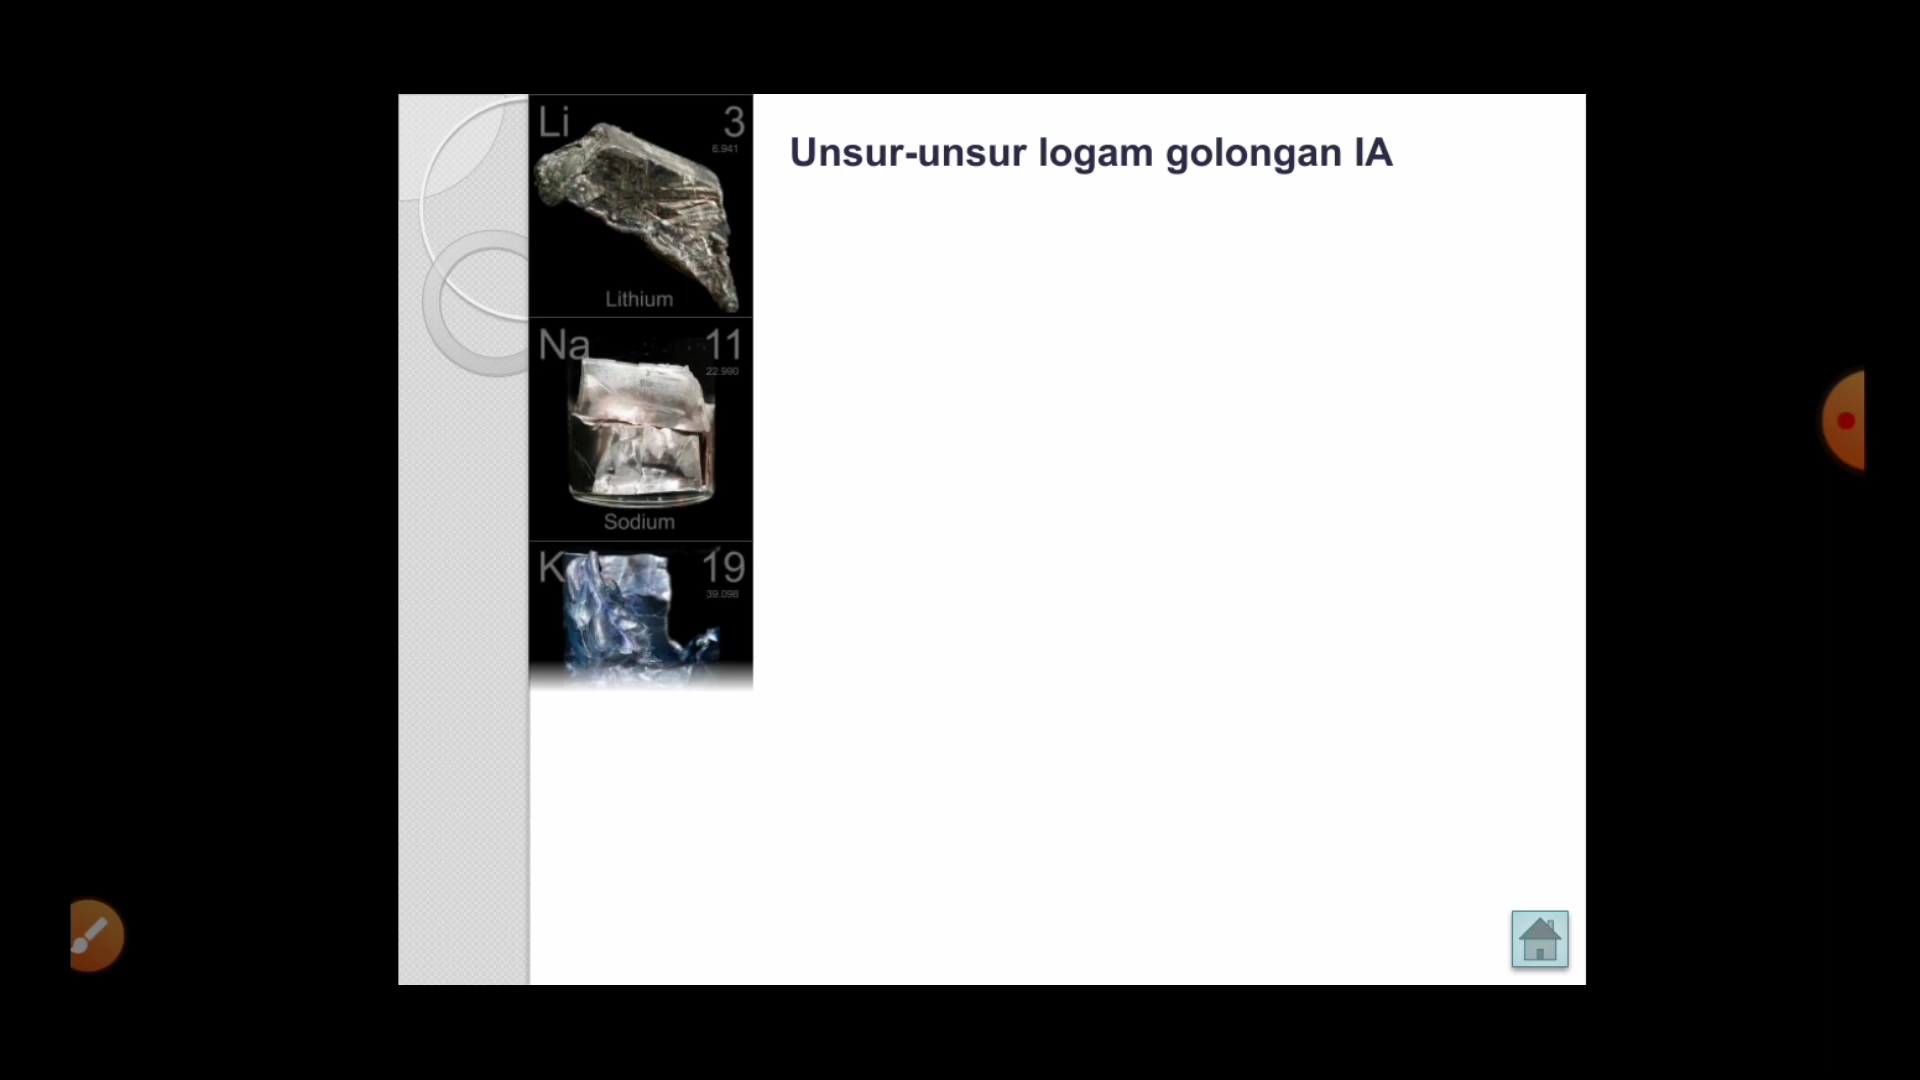 Unsur-unsur logam golongan IA
Li 3
6.941
Lithium
Na 11
22.990
Sodium
K 19
39.098